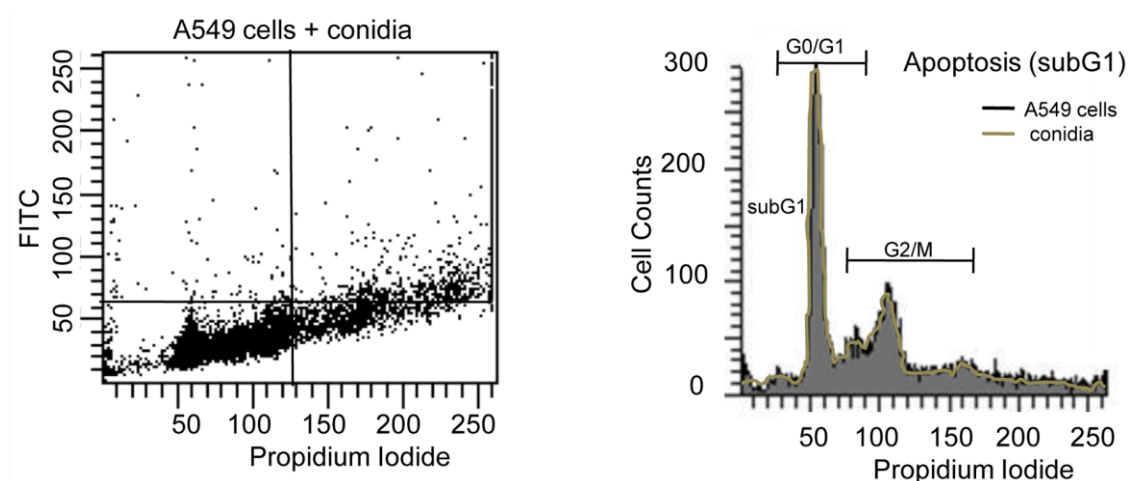 A549 cells + conidia
FITC
250
200
150
100
50
50
100
150
200
250
Propidium Iodide
G0/G1
Apoptosis (subG1)
A549 cells
conidia
300
200
100
0
Cell Counts
subG1
G2/M
50
100
150
200
250
Propidium Iodide